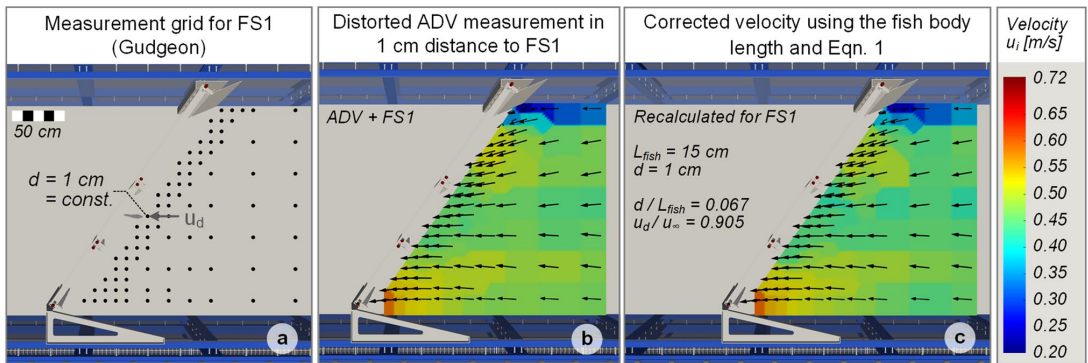 Measurement grid for FS1
(Gudgeon)
50 cm
d = 1 cm
= const.
u_d
a
Distorted ADV measurement in
1 cm distance to FS1
ADV + FS1
b
Corrected velocity using the fish body
length and Eqn. 1
Recalculated for FS1
L_fish = 15 cm
d = 1 cm
d / L_fish = 0.067
u_d / u_∞ = 0.905
c
Velocity
u_i [m/s]
0.72
0.65
0.60
0.55
0.50
0.45
0.40
0.35
0.30
0.26
0.20